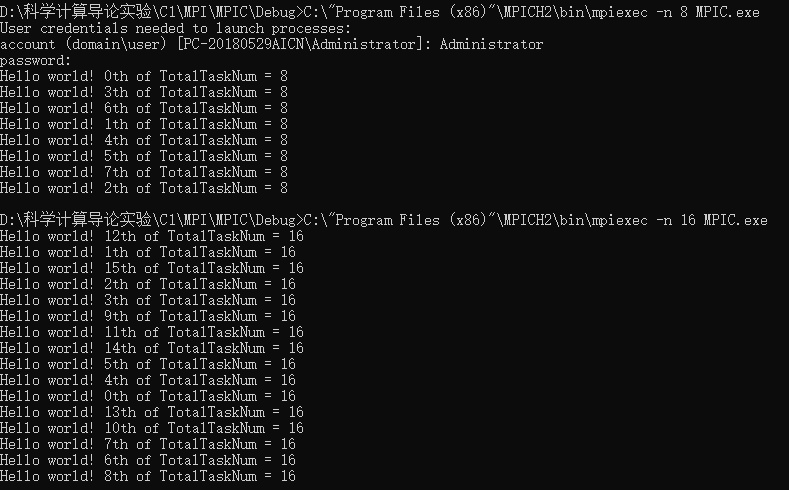 D:\科学计算导论实验\C1\MPI\MPIC\Debug>C:\"Program Files (x86)"\MPICH2\bin\mpiexec -n 8 MPIC.exe
User credentials needed to launch processes:
account (domain\user) [PC-20180529AICN\Administrator]: Administrator
password:
Hello world! 0th of TotalTaskNum = 8
Hello world! 3th of TotalTaskNum = 8
Hello world! 6th of TotalTaskNum = 8
Hello world! 1th of TotalTaskNum = 8
Hello world! 4th of TotalTaskNum = 8
Hello world! 5th of TotalTaskNum = 8
Hello world! 7th of TotalTaskNum = 8
Hello world! 2th of TotalTaskNum = 8
D:\科学计算导论实验\C1\MPI\MPIC\Debug>C:\"Program Files (x86)"\MPICH2\bin\mpiexec -n 16 MPIC.exe
Hello world! 12th of TotalTaskNum = 16
Hello world! 1th of TotalTaskNum = 16
Hello world! 15th of TotalTaskNum = 16
Hello world! 2th of TotalTaskNum = 16
Hello world! 3th of TotalTaskNum = 16
Hello world! 9th of TotalTaskNum = 16
Hello world! 11th of TotalTaskNum = 16
Hello world! 14th of TotalTaskNum = 16
Hello world! 5th of TotalTaskNum = 16
Hello world! 4th of TotalTaskNum = 16
Hello world! 0th of TotalTaskNum = 16
Hello world! 13th of TotalTaskNum = 16
Hello world! 10th of TotalTaskNum = 16
Hello world! 7th of TotalTaskNum = 16
Hello world! 6th of TotalTaskNum = 16
Hello world! 8th of TotalTaskNum = 16